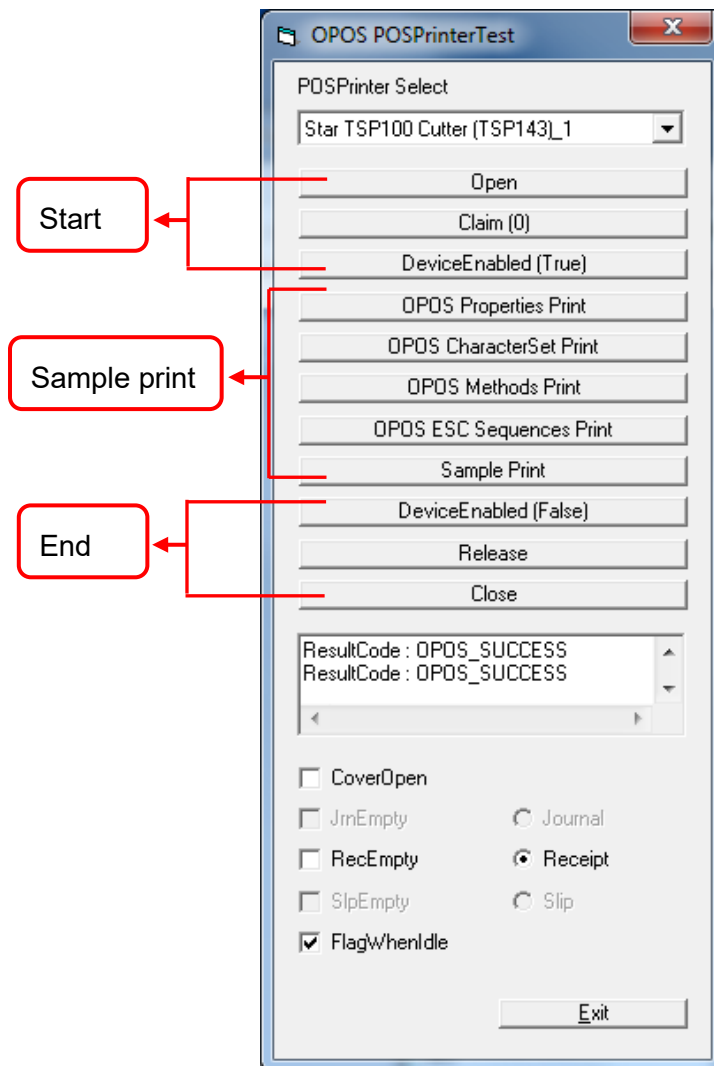 OPOS POSPrinterTest
POSPrinter Select
Star TSP100 Cutter (TSP143)_1
Open
Start
Claim (0)
DeviceEnabled (True)
OPOS Properties Print
OPOS CharacterSet Print
Sample print
OPOS Methods Print
OPOS ESC Sequences Print
Sample Print
DeviceEnabled (False)
End
Release
Close
ResultCode : OPOS_SUCCESS
ResultCode : OPOS_SUCCESS
CoverOpen
JrnEmpty Journal
RecEmpty Receipt
SlpEmpty Slip
FlagWhenIdle
Exit